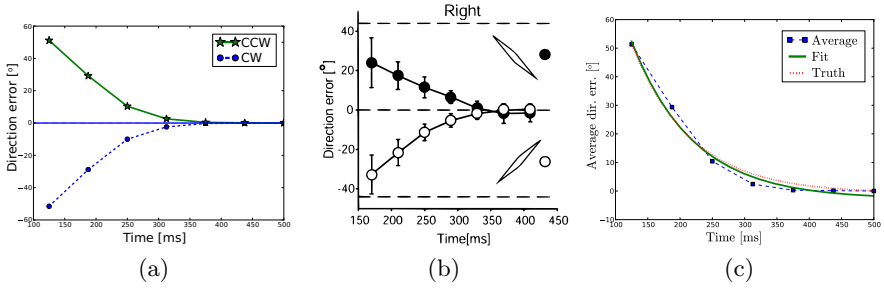 60
40
20
0
−20
−40
−60
100 150 200 250 300 350 400 450 500
Direction error [°]
Time [ms]
CCW
CW
(a)
Right
40
20
0
-20
-40
150 200 250 300 350 400 450
Direction error [°]
Time[ms]
(b)
60
50
40
30
20
10
0
−10
100 150 200 250 300 350 400 450 500
Average dir. err. [°]
Time [ms]
Average
Fit
Truth
(c)